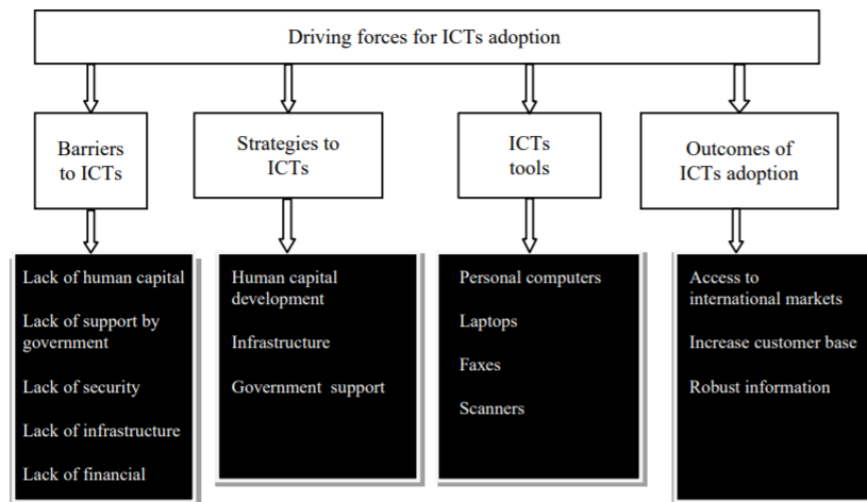 Driving forces for ICTs adoption
Barriers
to ICTs
Strategies to
ICTs
ICTs
tools
Outcomes of
ICTs adoption
Lack of human capital
Lack of support by
government
Lack of security
Lack of infrastructure
Lack of financial
Human capital
development
Infrastructure
Government support
Personal computers
Laptops
Faxes
Scanners
Access to
international markets
Increase customer base
Robust information